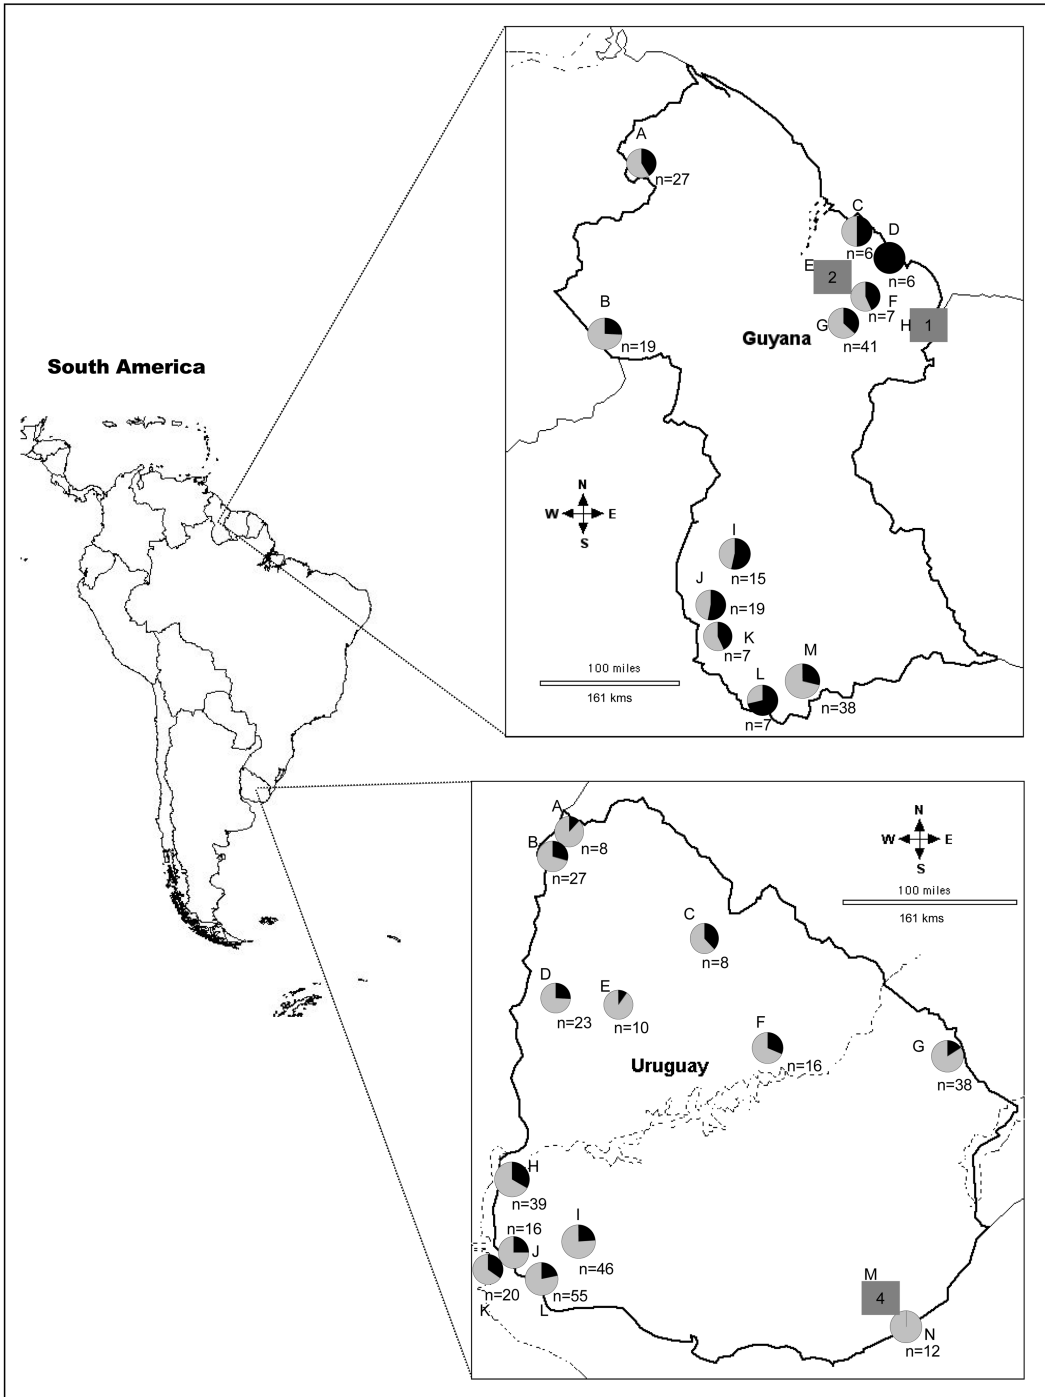 South America
A
n=27
C
n=6
D
n=6
E
2
F
n=7
B
n=19
G
n=41
Guyana
H
1
N
W
E
S
I
n=15
J
n=19
K
n=7
100 miles
161 kms
L
n=7
M
n=38
A
n=8
B
n=27
N
W
E
S
100 miles
161 kms
C
n=8
D
n=23
E
n=10
F
n=16
G
n=38
Uruguay
H
n=39
n=16
J
I
n=46
n=20
K
n=55
L
M
4
N
n=12